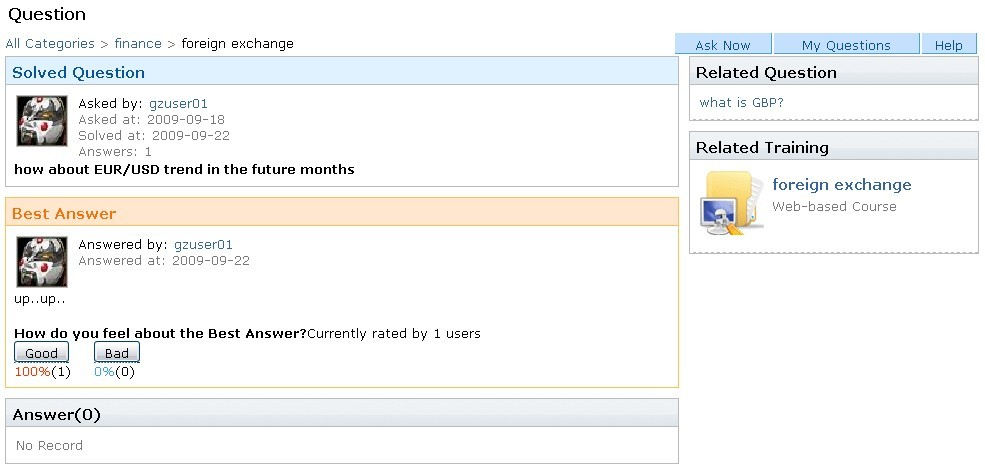 Question
All Categories > finance > foreign exchange
Ask Now
My Questions
Help
Solved Question
Asked by: gzuser01
Asked at: 2009-09-18
Solved at: 2009-09-22
Answers: 1
how about EUR/USD trend in the future months
Best Answer
Answered by: gzuser01
Answered at: 2009-09-22
up..up..
How do you feel about the Best Answer?Currently rated by 1 users
Good Bad
100%(1) 0%(0)
Answer(0)
No Record
Related Question
what is GBP?
Related Training
foreign exchange
Web-based Course